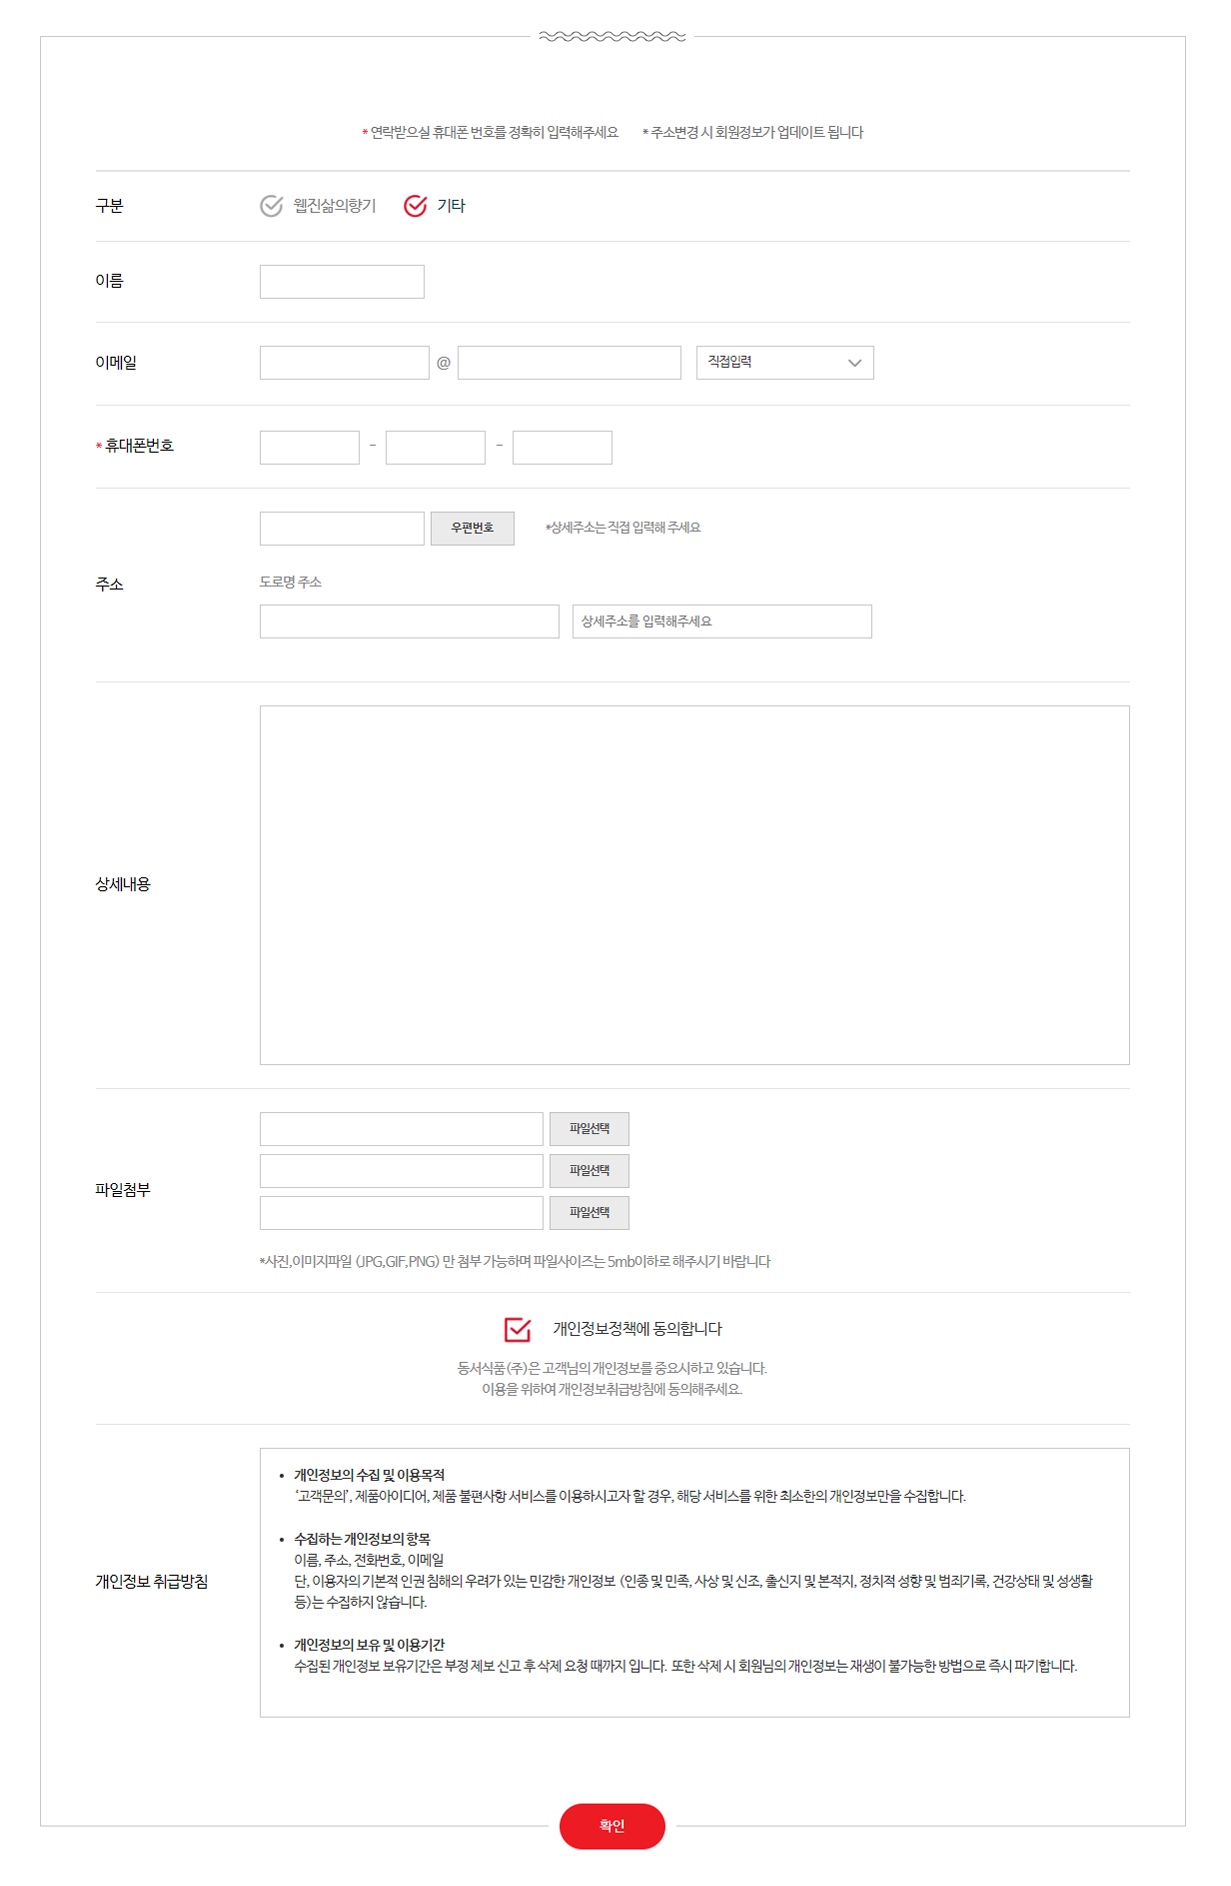 * 연락받으실 휴대폰 번호를 정확히 입력해주세요 * 주소변경 시 회원정보가 업데이트 됩니다
구분 웹진삶의향기 기타
이름
이메일 @ 직접입력
* 휴대폰번호 - -
우편번호 *상세주소는 직접 입력해 주세요
주소
도로명 주소
상세주소를 입력해주세요
상세내용
파일선택
파일선택
파일첨부
파일선택
*사진,이미지파일 (JPG,GIF,PNG) 만 첨부 가능하며 파일사이즈는 5mb이하로 해주시기 바랍니다
개인정보정책에 동의합니다
동서식품(주)은 고객님의 개인정보를 중요시하고 있습니다.
이용을 위하여 개인정보취급방침에 동의해주세요.
개인정보 취급방침
• 개인정보의 수집 및 이용목적
‘고객문의’, 제품아이디어, 제품 불편사항 서비스를 이용하시고자 할 경우, 해당 서비스를 위한 최소한의 개인정보만을 수집합니다.
• 수집하는 개인정보의 항목
이름, 주소, 전화번호, 이메일
단, 이용자의 기본적 인권 침해의 우려가 있는 민감한 개인정보 (인종 및 민족, 사상 및 신조, 출신지 및 본적지, 정치적 성향 및 범죄기록, 건강상태 및 성생활
등)는 수집하지 않습니다.
• 개인정보의 보유 및 이용기간
수집된 개인정보 보유기간은 부정 제보 신고 후 삭제 요청 때까지 입니다. 또한 삭제 시 회원님의 개인정보는 재생이 불가능한 방법으로 즉시 파기합니다.
확인